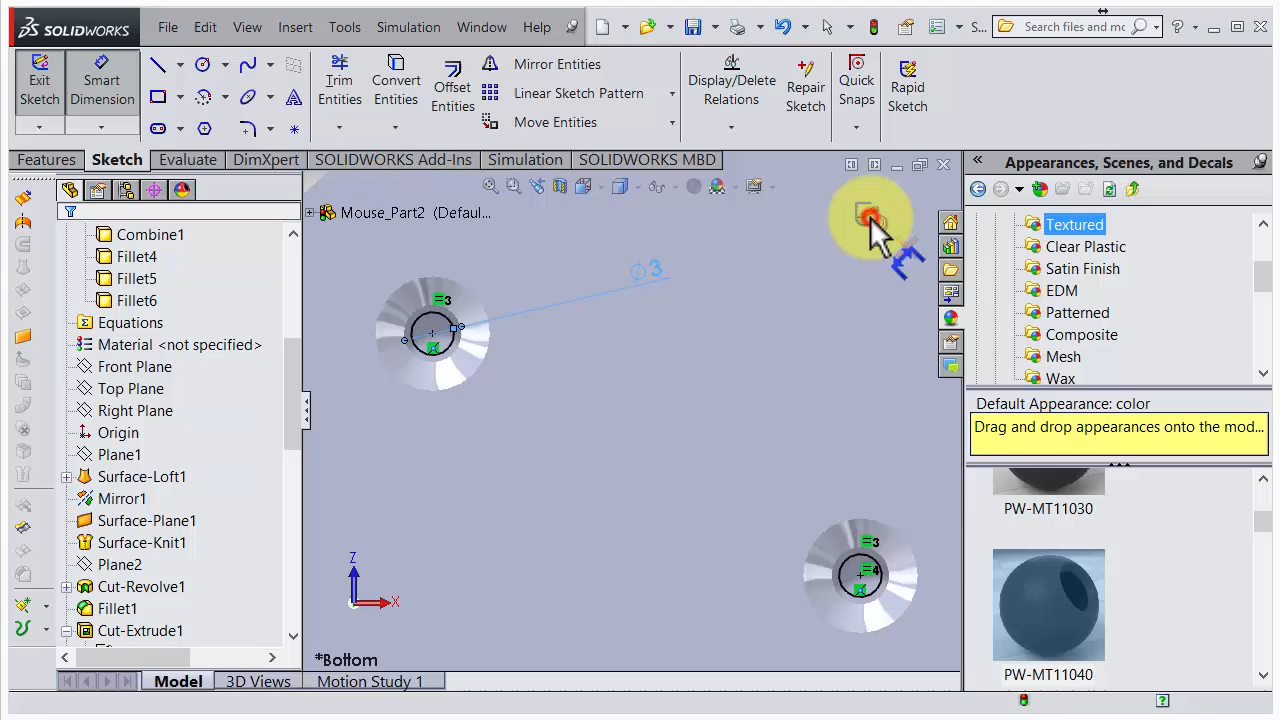 SOLIDWORKS File Edit View Insert Tools Simulation Window Help S... Search files and mc
Exit Sketch
Smart Dimension
Trim Entities
Convert Entities
Offset Entities
Mirror Entities
Linear Sketch Pattern
Move Entities
Display/Delete Relations
Repair Sketch
Quick Snaps
Rapid Sketch
Features Sketch Evaluate DimXpert SOLIDWORKS Add-Ins Simulation SOLIDWORKS MBD
Combine1
Fillet4
Fillet5
Fillet6
Equations
Material <not specified>
Front Plane
Top Plane
Right Plane
Origin
Plane1
Surface-Loft1
Mirror1
Surface-Plane1
Surface-Knit1
Plane2
Cut-Revolve1
Fillet1
Cut-Extrude1
Mouse_Part2 (Defaul...
∅3
3
3
4
Z
X
*Bottom
Appearances, Scenes, and Decals
Textured
Clear Plastic
Satin Finish
EDM
Patterned
Composite
Mesh
Wax
Default Appearance: color
Drag and drop appearances onto the mod...
PW-MT11030
PW-MT11040
Model 3D Views Motion Study 1